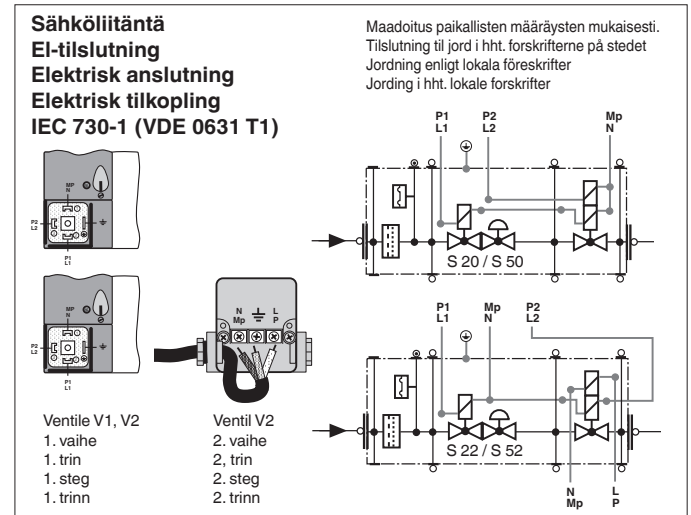 Sähköliitäntä
El-tilslutning
Elektrisk anslutning
Elektrisk tilkopling
IEC 730-1 (VDE 0631 T1)
Maadoitus paikallisten määräysten mukaisesti.
Tilslutning til jord i hht. forskrifterne på stedet
Jordning enligt lokala föreskrifter
Jording i hht. lokale forskrifter
P1
L1
P2
L2
Mp
N
S 20 / S 50
MP
N
P2
L2
P1
L1
MP
N
P2
L2
P1
L1
N
Mp
L
P
P1
L1
Mp
N
P2
L2
S 22 / S 52
N
Mp
L
P
Ventile V1, V2
1. vaihe
1. trin
1. steg
1. trinn
Ventil V2
2. vaihe
2, trin
2. steg
2. trinn